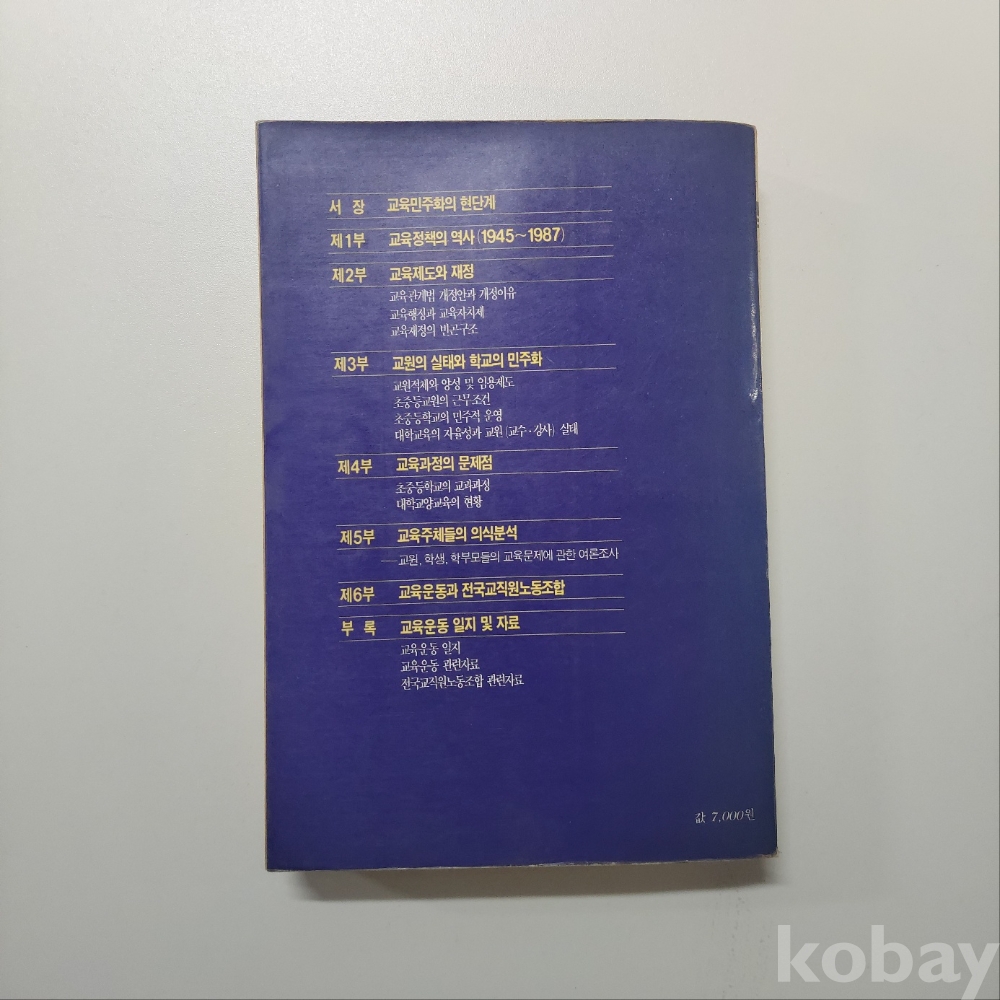 서 장 교육민주화의 현단계
제1부 교육정책의 역사(1945~1987)
제2부 교육제도와 재정
교육관계법 개정안과 개정이유
교육행정과 교육자치제
교육재정의 빈곤구조
제3부 교원의 실태와 학교의 민주화
교원적체와 양성 및 임용제도
초중등교원의 근무조건
초중등학교의 민주적 운영
대학교육의 자율성과 교원(교수·강사) 실태
제4부 교육과정의 문제점
초중등학교의 교과과정
대학교양교육의 현황
제5부 교육주체들의 의식분석
—교원, 학생, 학부모들의 교육문제에 관한 여론조사
제6부 교육운동과 전국교직원노동조합
부 록 교육운동 일지 및 자료
교육운동 일지
교육운동 관련자료
전국교직원노동조합 관련자료
값 7,000원
kobay